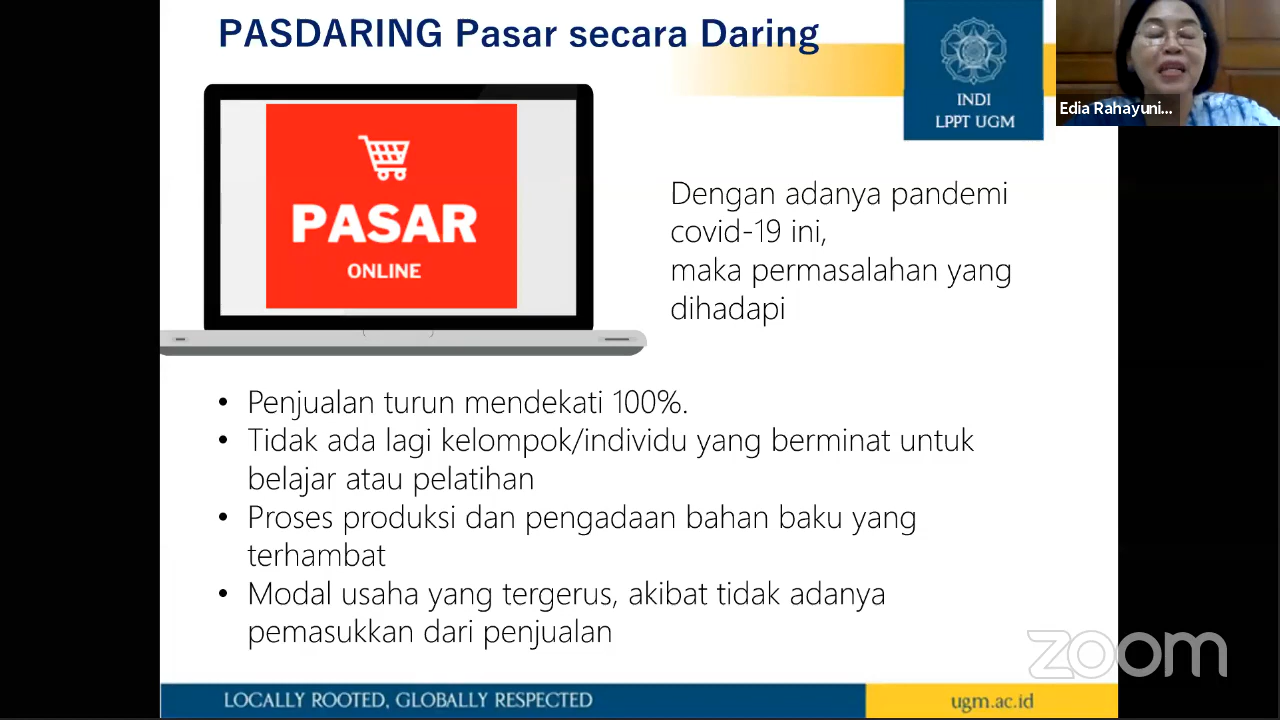 PASDARING Pasar secara Daring
INDI
LPPT UGM
Edia Rahayuni...
PASAR
ONLINE
Dengan adanya pandemi
covid-19 ini,
maka permasalahan yang
dihadapi
• Penjualan turun mendekati 100%.
• Tidak ada lagi kelompok/individu yang berminat untuk
belajar atau pelatihan
• Proses produksi dan pengadaan bahan baku yang
terhambat
• Modal usaha yang tergerus, akibat tidak adanya
pemasukkan dari penjualan
zoom
LOCALLY ROOTED, GLOBALLY RESPECTED
ugm.ac.id